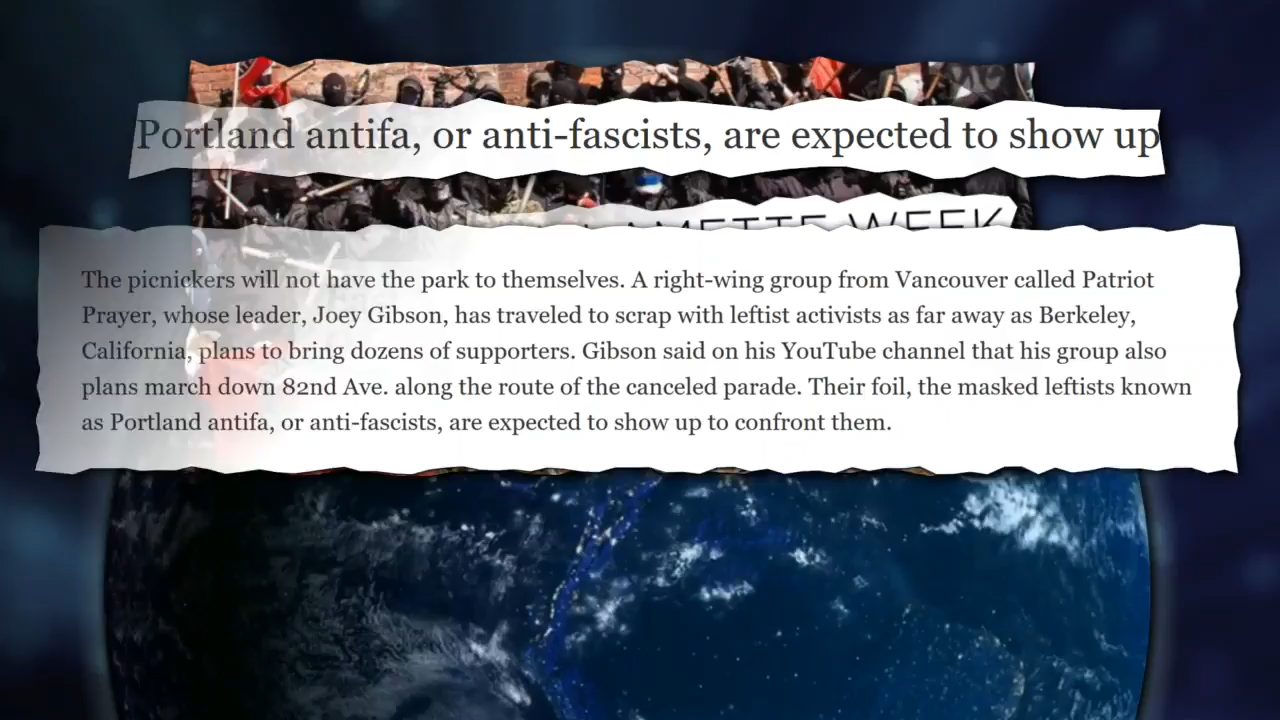 Portland antifa, or anti-fascists, are expected to show up
WEEK
The picnickers will not have the park to themselves. A right-wing group from Vancouver called Patriot
Prayer, whose leader, Joey Gibson, has traveled to scrap with leftist activists as far away as Berkeley,
California, plans to bring dozens of supporters. Gibson said on his YouTube channel that his group also
plans march down 82nd Ave. along the route of the canceled parade. Their foil, the masked leftists known
as Portland antifa, or anti-fascists, are expected to show up to confront them.